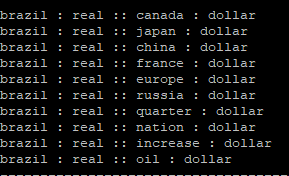 brazil : real :: canada : dollar
brazil : real :: japan : dollar
brazil : real :: china : dollar
brazil : real :: france : dollar
brazil : real :: europe : dollar
brazil : real :: russia : dollar
brazil : real :: quarter : dollar
brazil : real :: nation : dollar
brazil : real :: increase : dollar
brazil : real :: oil : dollar